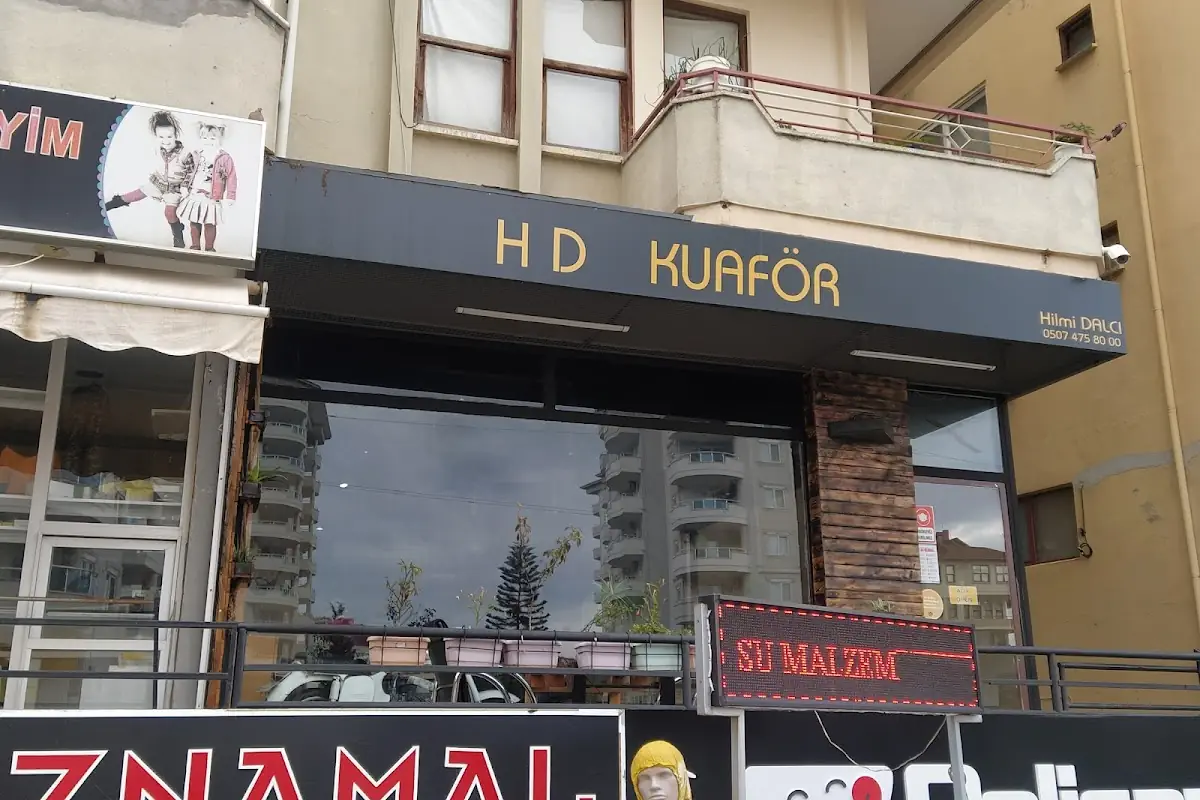 YİM
H D KUAFÖR
Hilmi DALCI
0507 475 80 00
SU MALZEM
ZNAMAL